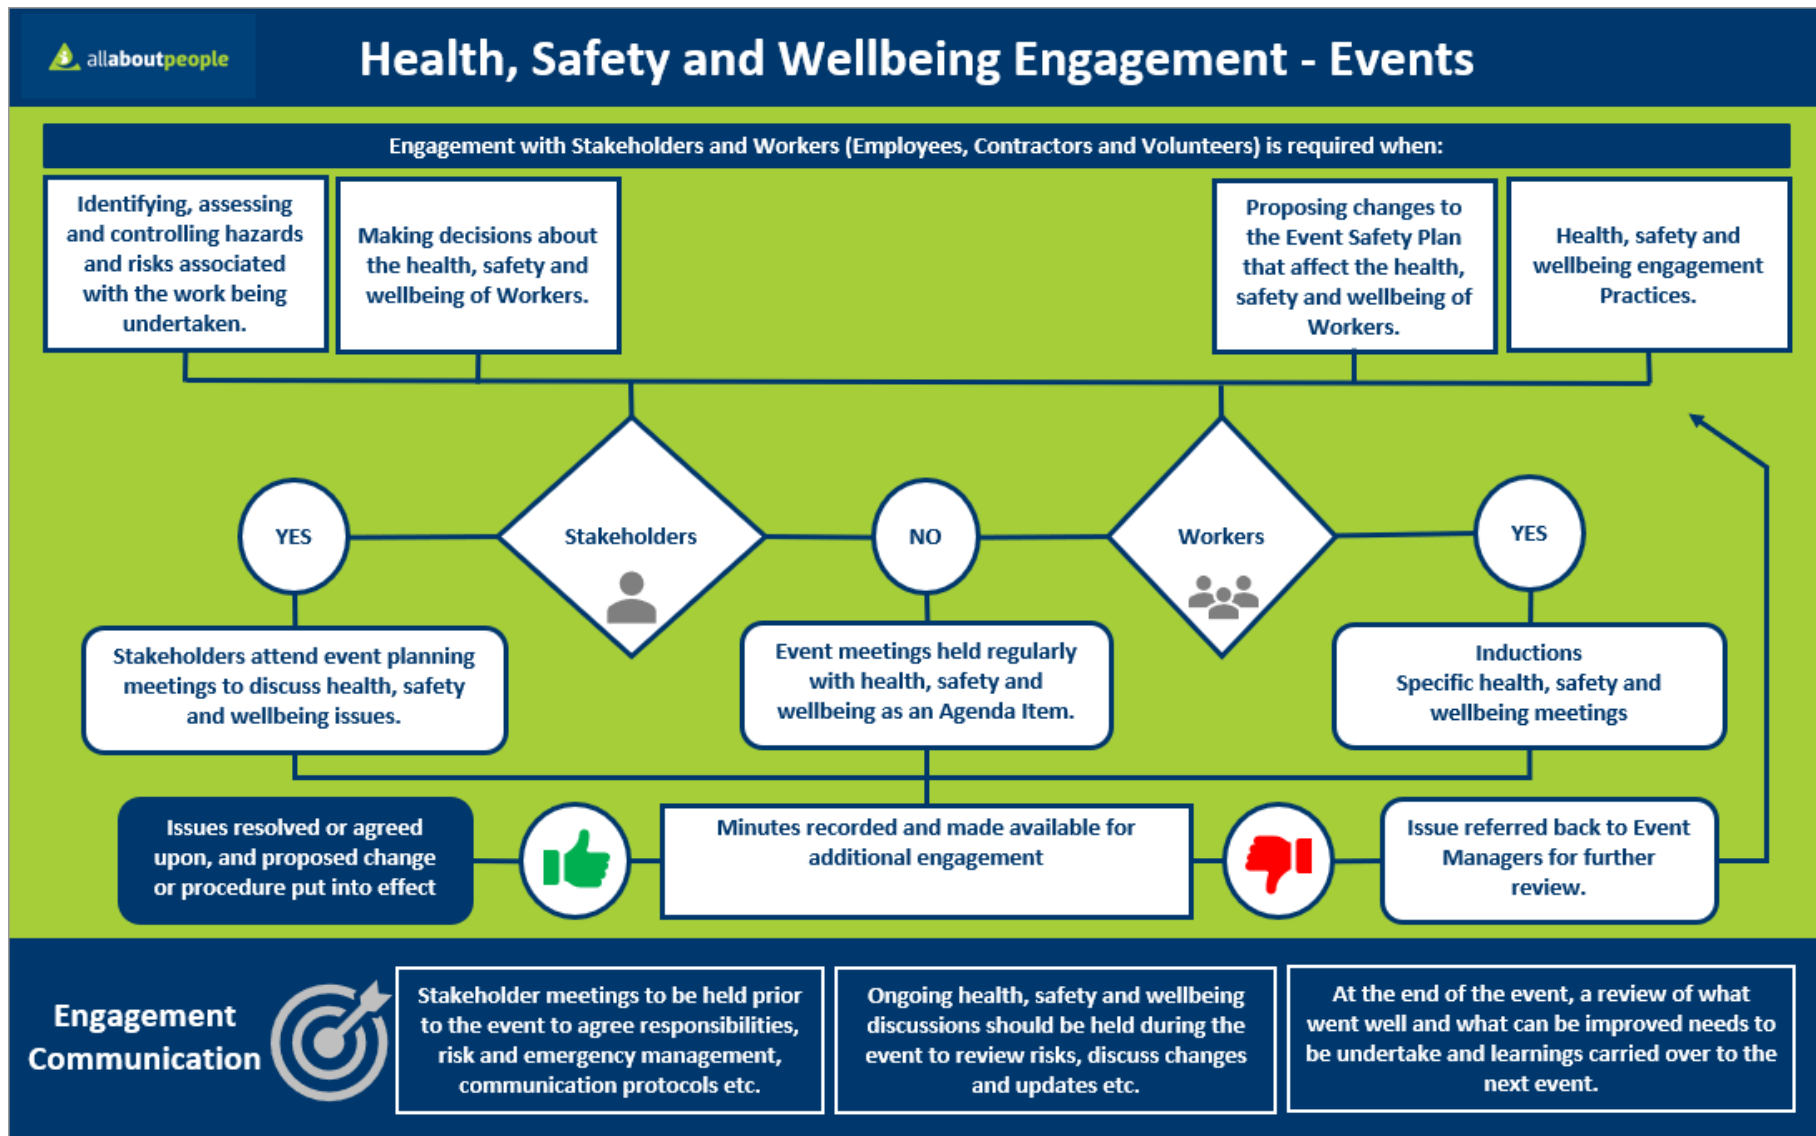 allaboutpeople
Health, Safety and Wellbeing Engagement - Events
Engagement with Stakeholders and Workers (Employees, Contractors and Volunteers) is required when:
Identifying, assessing
and controlling hazards
and risks associated
with the work being
undertaken.
Making decisions about
the health, safety and
wellbeing of Workers.
Proposing changes to
the Event Safety Plan
that affect the health,
safety and wellbeing of
Workers.
Health, safety and
wellbeing engagement
Practices.
YES
Stakeholders
NO
Workers
YES
Stakeholders attend event planning
meetings to discuss health, safety
and wellbeing issues.
Event meetings held regularly
with health, safety and
wellbeing as an Agenda Item.
Inductions
Specific health, safety and
wellbeing meetings
Issues resolved or agreed
upon, and proposed change
or procedure put into effect
Minutes recorded and made available for
additional engagement
Issue referred back to Event
Managers for further
review.
Engagement
Communication
Stakeholder meetings to be held prior
to the event to agree responsibilities,
risk and emergency management,
communication protocols etc.
Ongoing health, safety and wellbeing
discussions should be held during the
event to review risks, discuss changes
and updates etc.
At the end of the event, a review of what
went well and what can be improved needs to
be undertake and learnings carried over to the
next event.